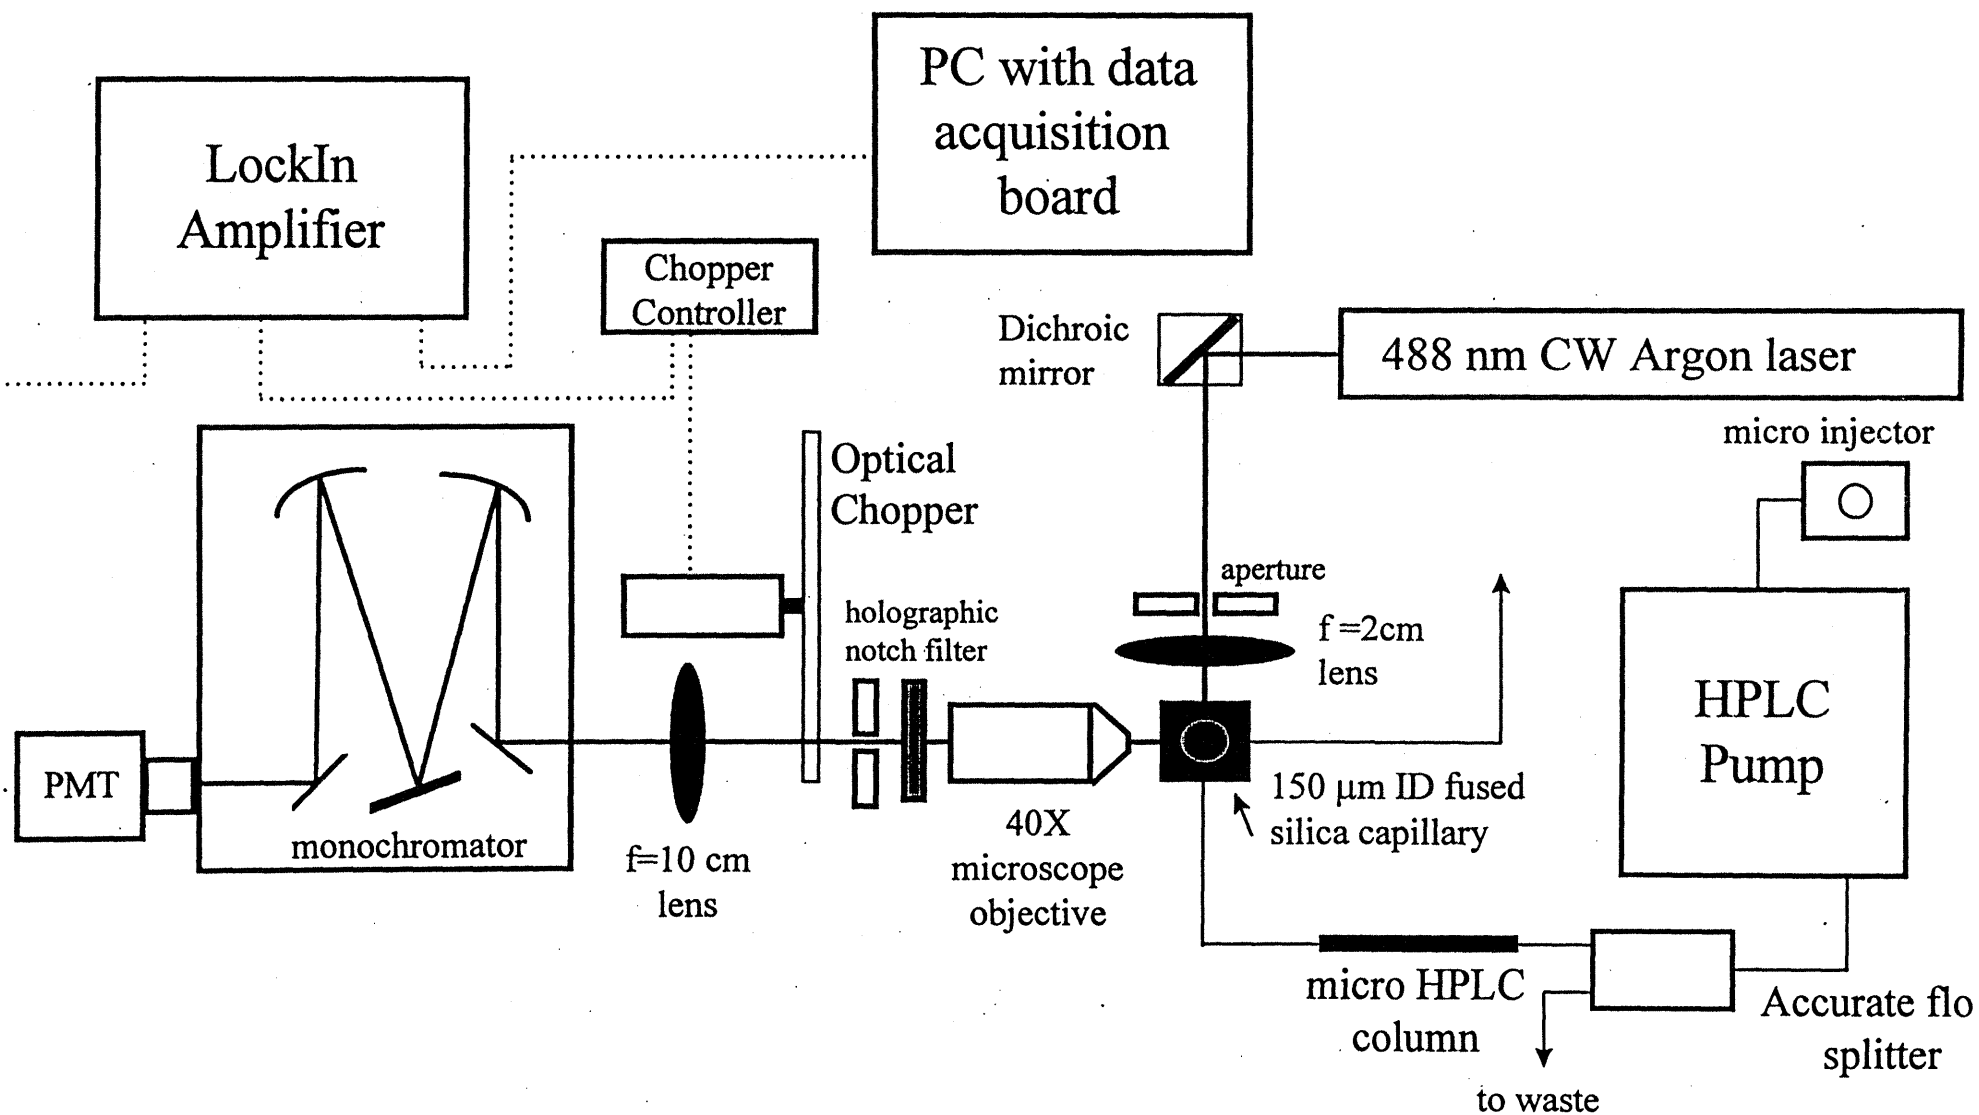 PC with data
acquisition
board
LockIn
Amplifier
Chopper
Controller
Dichroic
mirror
488 nm CW Argon laser
micro injector
Optical
Chopper
aperture
f =2cm
lens
holographic
notch filter
HPLC
Pump
PMT
monochromator
f=10 cm
lens
40X
microscope
objective
150 μm ID fused
silica capillary
micro HPLC
column
Accurate flo
splitter
to waste